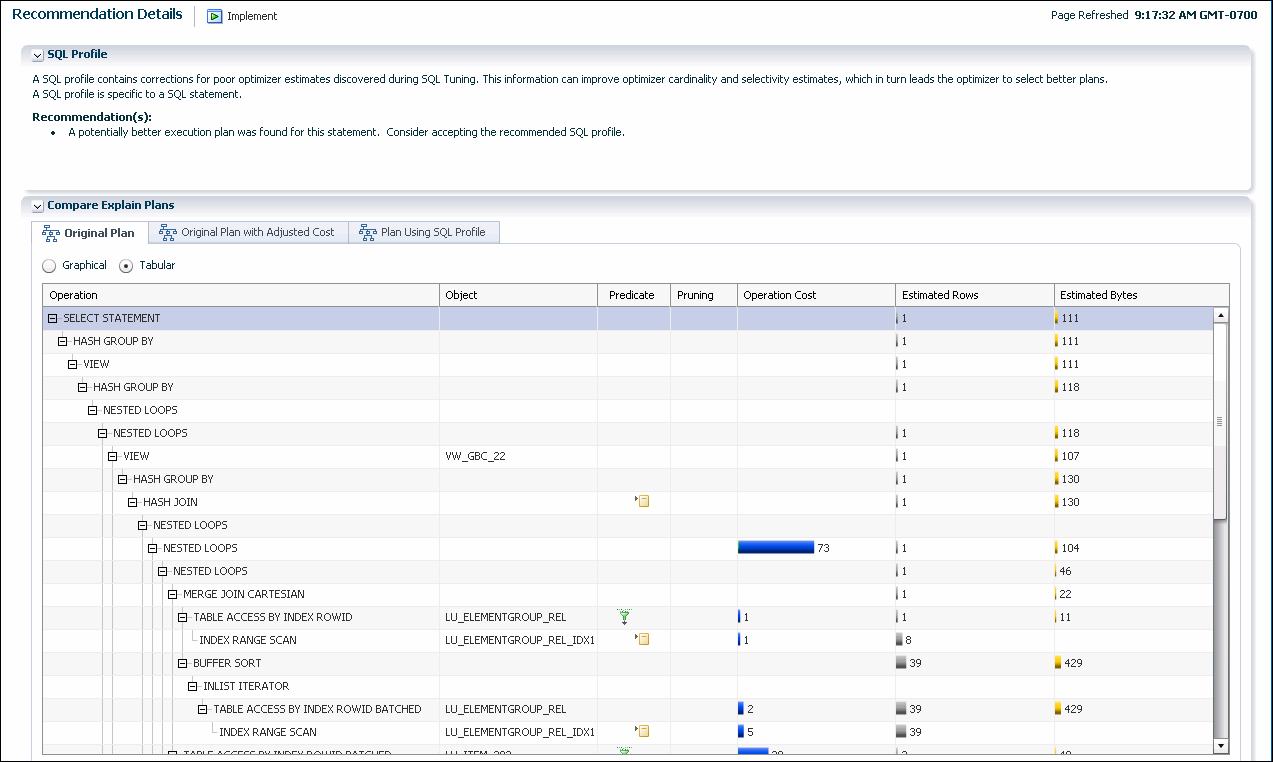 Recommendation Details Implement Page Refreshed 9:17:32 AM GMT-0700
SQL Profile
A SQL profile contains corrections for poor optimizer estimates discovered during SQL Tuning. This information can improve optimizer cardinality and selectivity estimates, which in turn leads the optimizer to select better plans.
A SQL profile is specific to a SQL statement.
Recommendation(s):
• A potentially better execution plan was found for this statement. Consider accepting the recommended SQL profile.
Compare Explain Plans
Original Plan Original Plan with Adjusted Cost Plan Using SQL Profile
Graphical Tabular
Operation Object Predicate Pruning Operation Cost Estimated Rows Estimated Bytes
SELECT STATEMENT 1 111
HASH GROUP BY 1 111
VIEW 1 111
HASH GROUP BY 1 118
NESTED LOOPS
NESTED LOOPS 1 118
VIEW VW_GBC_22 1 107
HASH GROUP BY 1 130
HASH JOIN 1 130
NESTED LOOPS
NESTED LOOPS 73 1 104
NESTED LOOPS 1 46
MERGE JOIN CARTESIAN 1 22
TABLE ACCESS BY INDEX ROWID LU_ELEMENTGROUP_REL 1 1 11
INDEX RANGE SCAN LU_ELEMENTGROUP_REL_IDX1 1 8
BUFFER SORT 39 429
INLIST ITERATOR
TABLE ACCESS BY INDEX ROWID BATCHED LU_ELEMENTGROUP_REL 2 39 429
INDEX RANGE SCAN LU_ELEMENTGROUP_REL_IDX1 5 39
TABLE ACCESS BY INDEX ROWID BATCHED